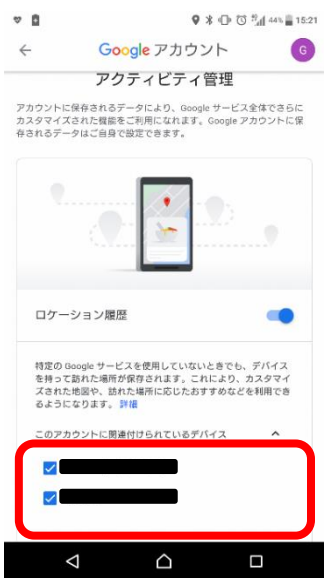 44% 15:21
Google アカウント
G
アクティビティ管理
アカウントに保存されるデータにより、Google サービス全体でさらに
カスタマイズされた機能をご利用になれます。Google アカウントに保
存されるデータはご自身で設定できます。
ロケーション履歴
特定の Google サービスを使用していないときでも、デバイス
を持って訪れた場所が保存されます。これにより、カスタマイ
ズされた地図や、訪れた場所に応じたおすすめなどを利用でき
るようになります。詳細
このアカウントに関連付けられているデバイス